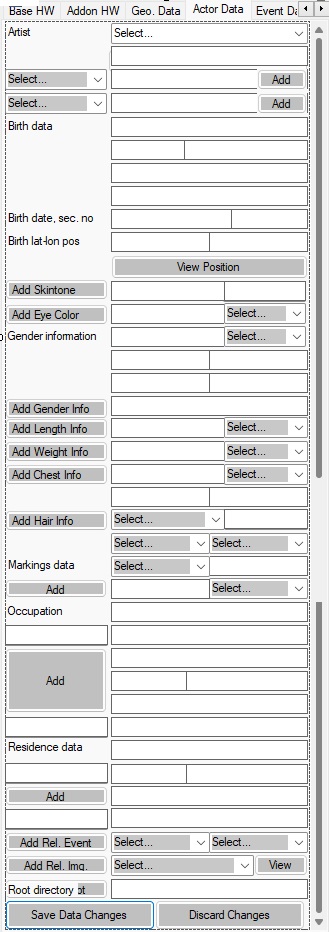 Base HW Addon HW Geo. Data Actor Data Event Da
Artist Select...
Select... Add
Select... Add
Birth data
Birth date, sec. no
Birth lat-lon pos
View Position
Add Skintone
Add Eye Color Select...
Gender information Select...
Add Gender Info
Add Length Info Select...
Add Weight Info Select...
Add Chest Info Select...
Add Hair Info Select...
Select... Select...
Markings data Select...
Add Select...
Occupation
Add
Residence data
Add
Add Rel. Event Select... Select...
Add Rel. Img. Select... View
Root directory
Save Data Changes Discard Changes